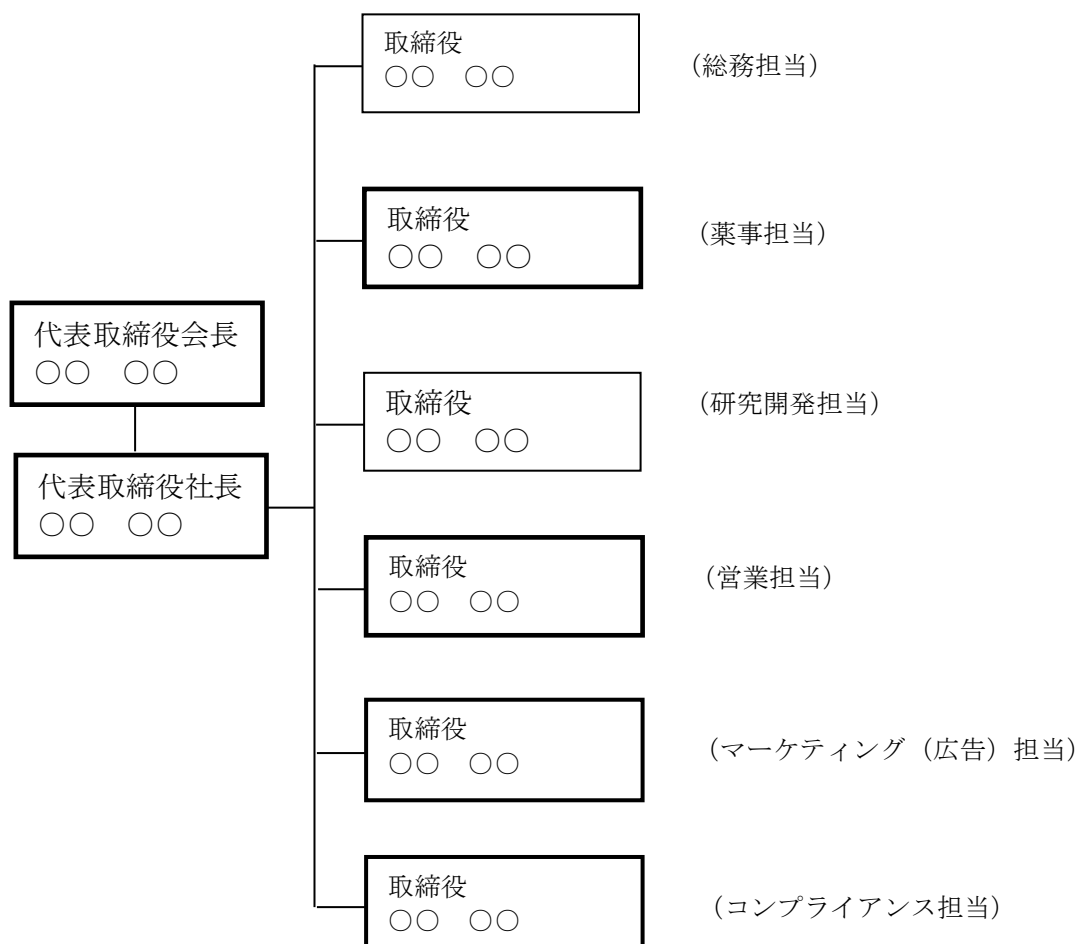 取締役
○○　○○
（総務担当）
取締役
○○　○○
（薬事担当）
代表取締役会長
○○　○○
取締役
○○　○○
（研究開発担当）
代表取締役社長
○○　○○
取締役
○○　○○
（営業担当）
取締役
○○　○○
（マーケティング（広告）担当）
取締役
○○　○○
（コンプライアンス担当）